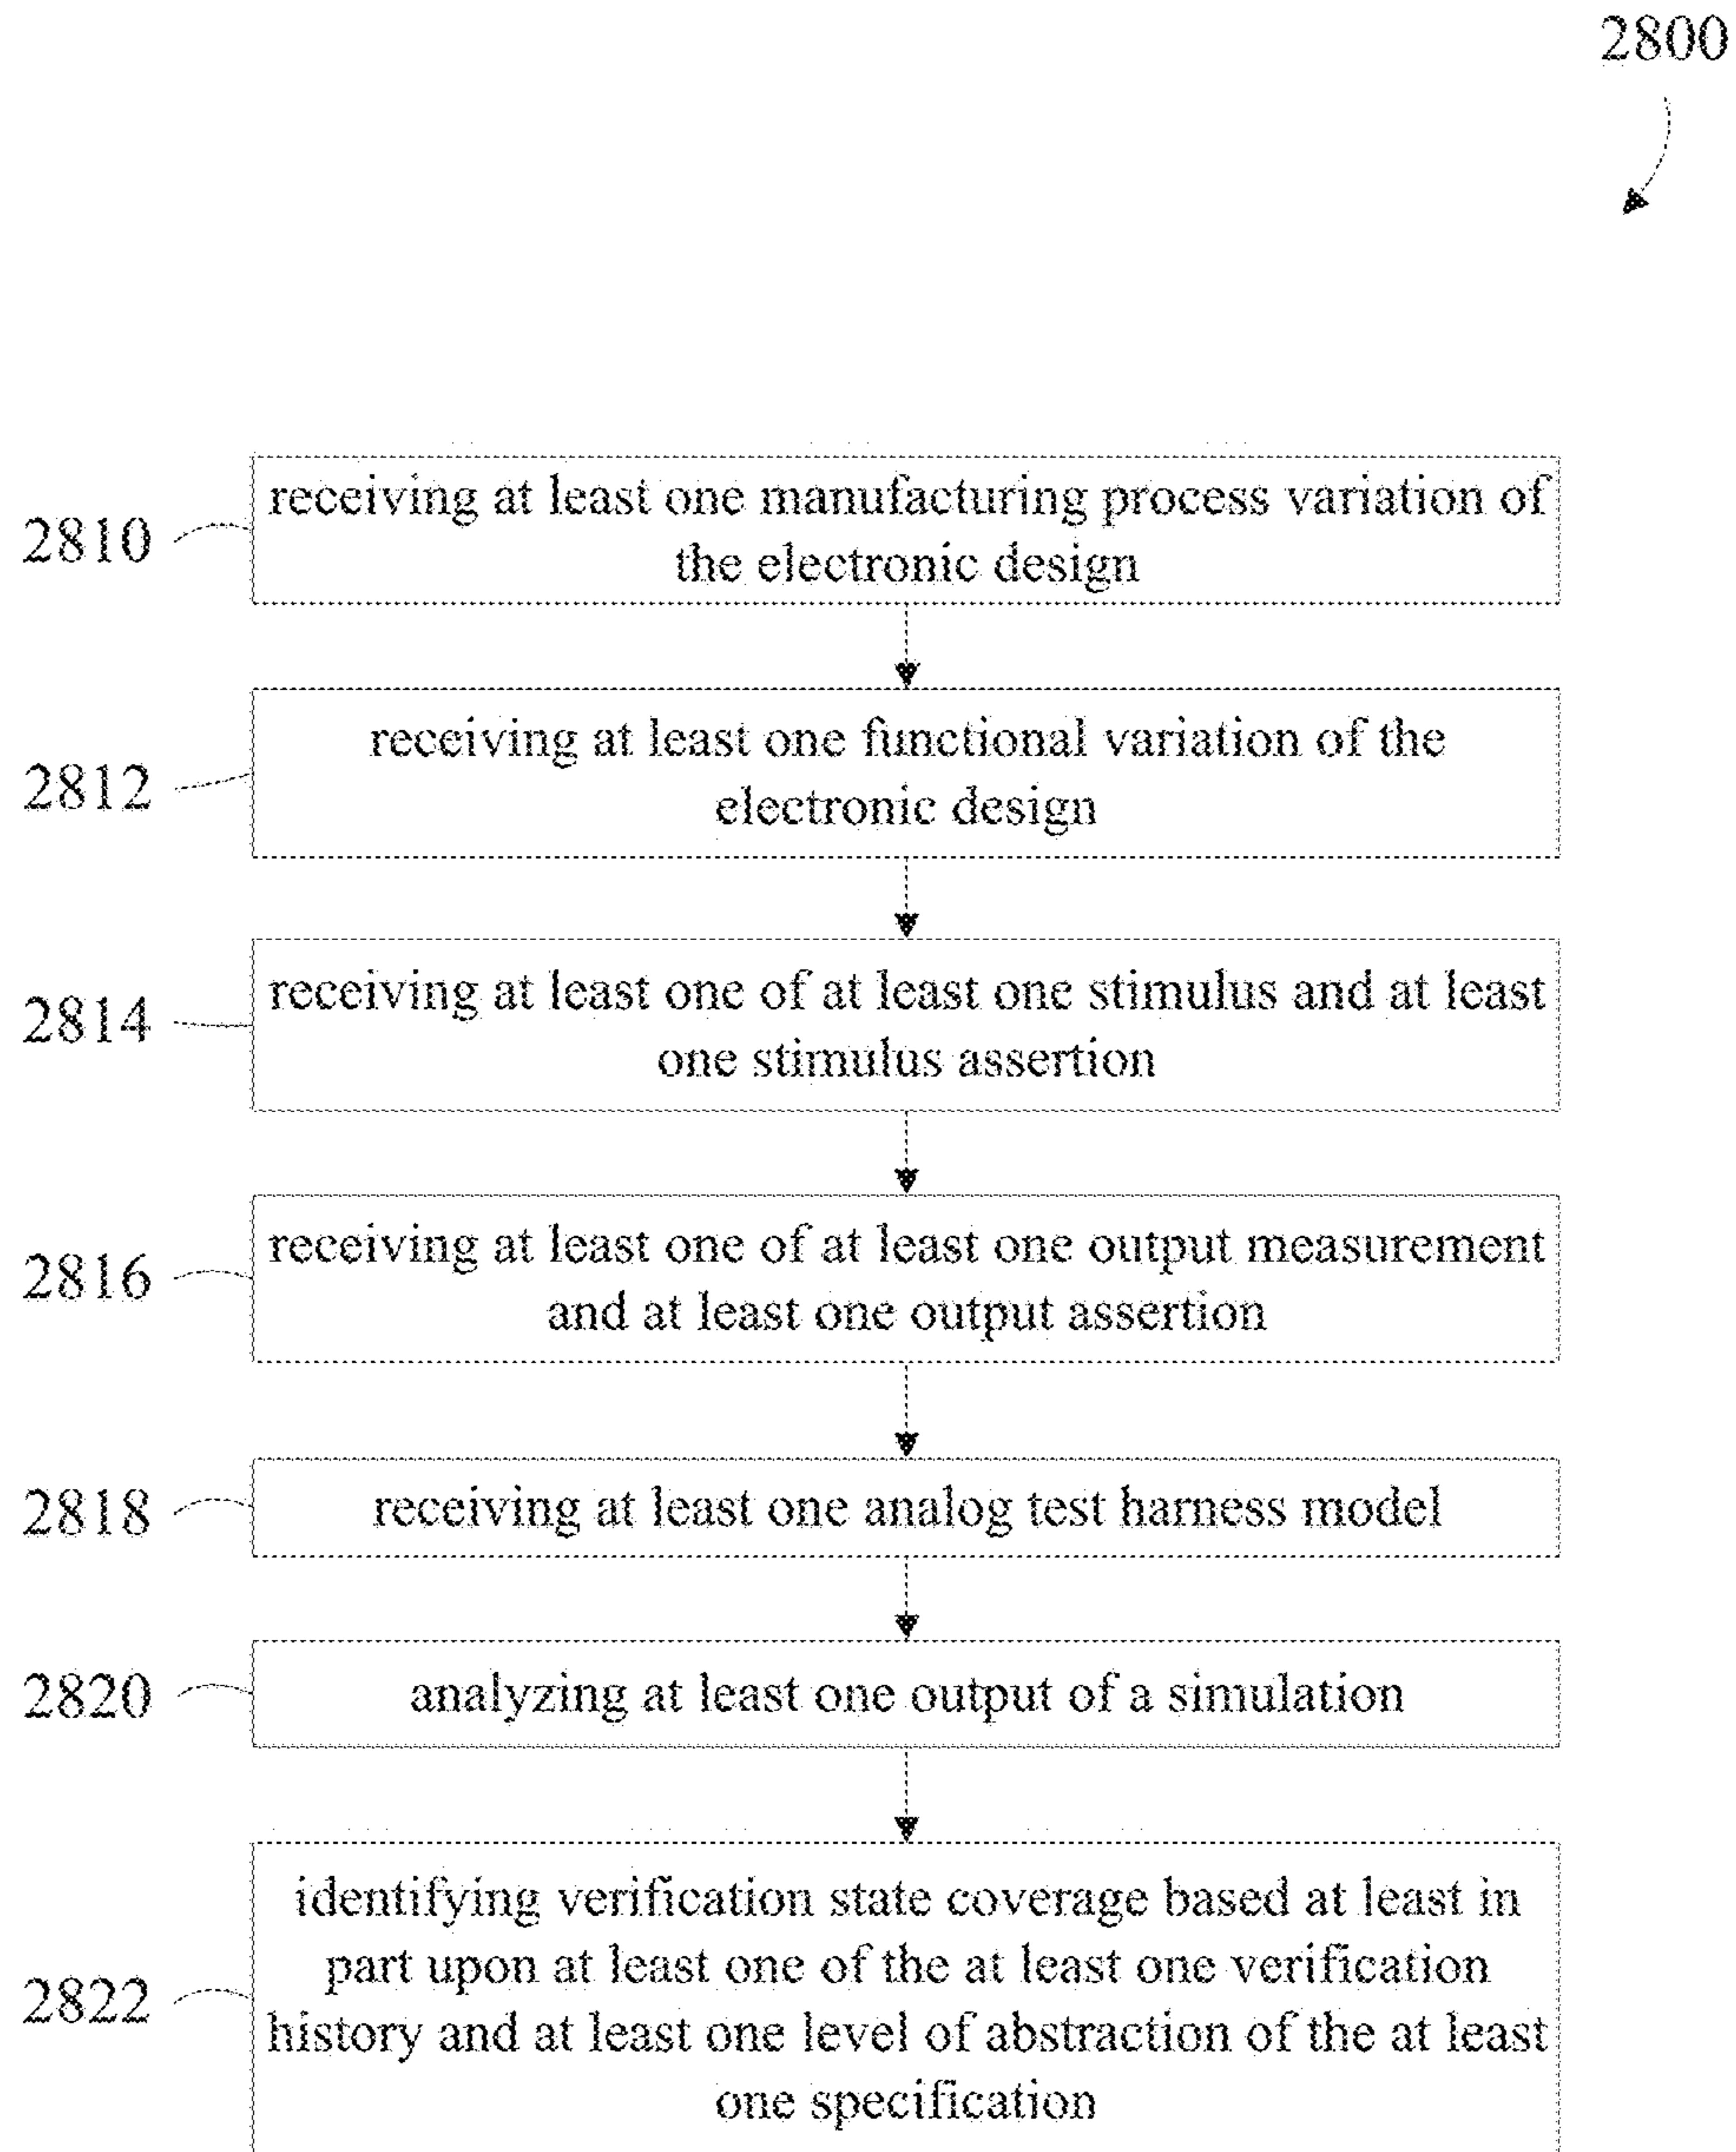 2800
2810
receiving at least one manufacturing process variation of
the electronic design
2812
receiving at least one functional variation of the
electronic design
2814
receiving at least one of at least one stimulus and at least
one stimulus assertion
2816
receiving at least one of at least one output measurement
and at least one output assertion
2818
receiving at least one analog test harness model
2820
analyzing at least one output of a simulation
2822
identifying verification state coverage based at least in
part upon at least one of the at least one verification
history and at least one level of abstraction of the at least
one specification